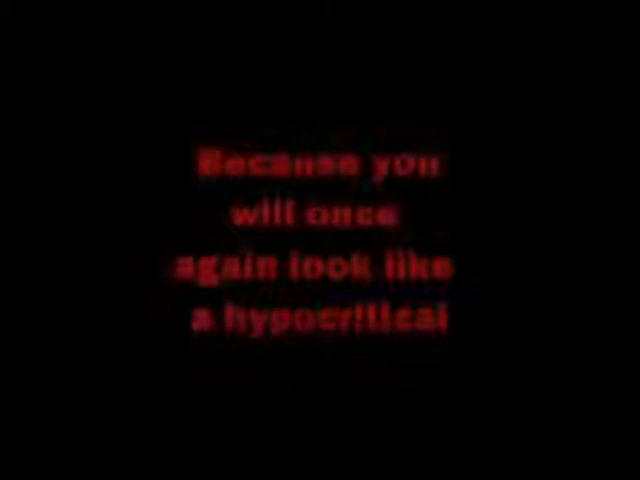 Because you
will once
again look like
a hypocritical